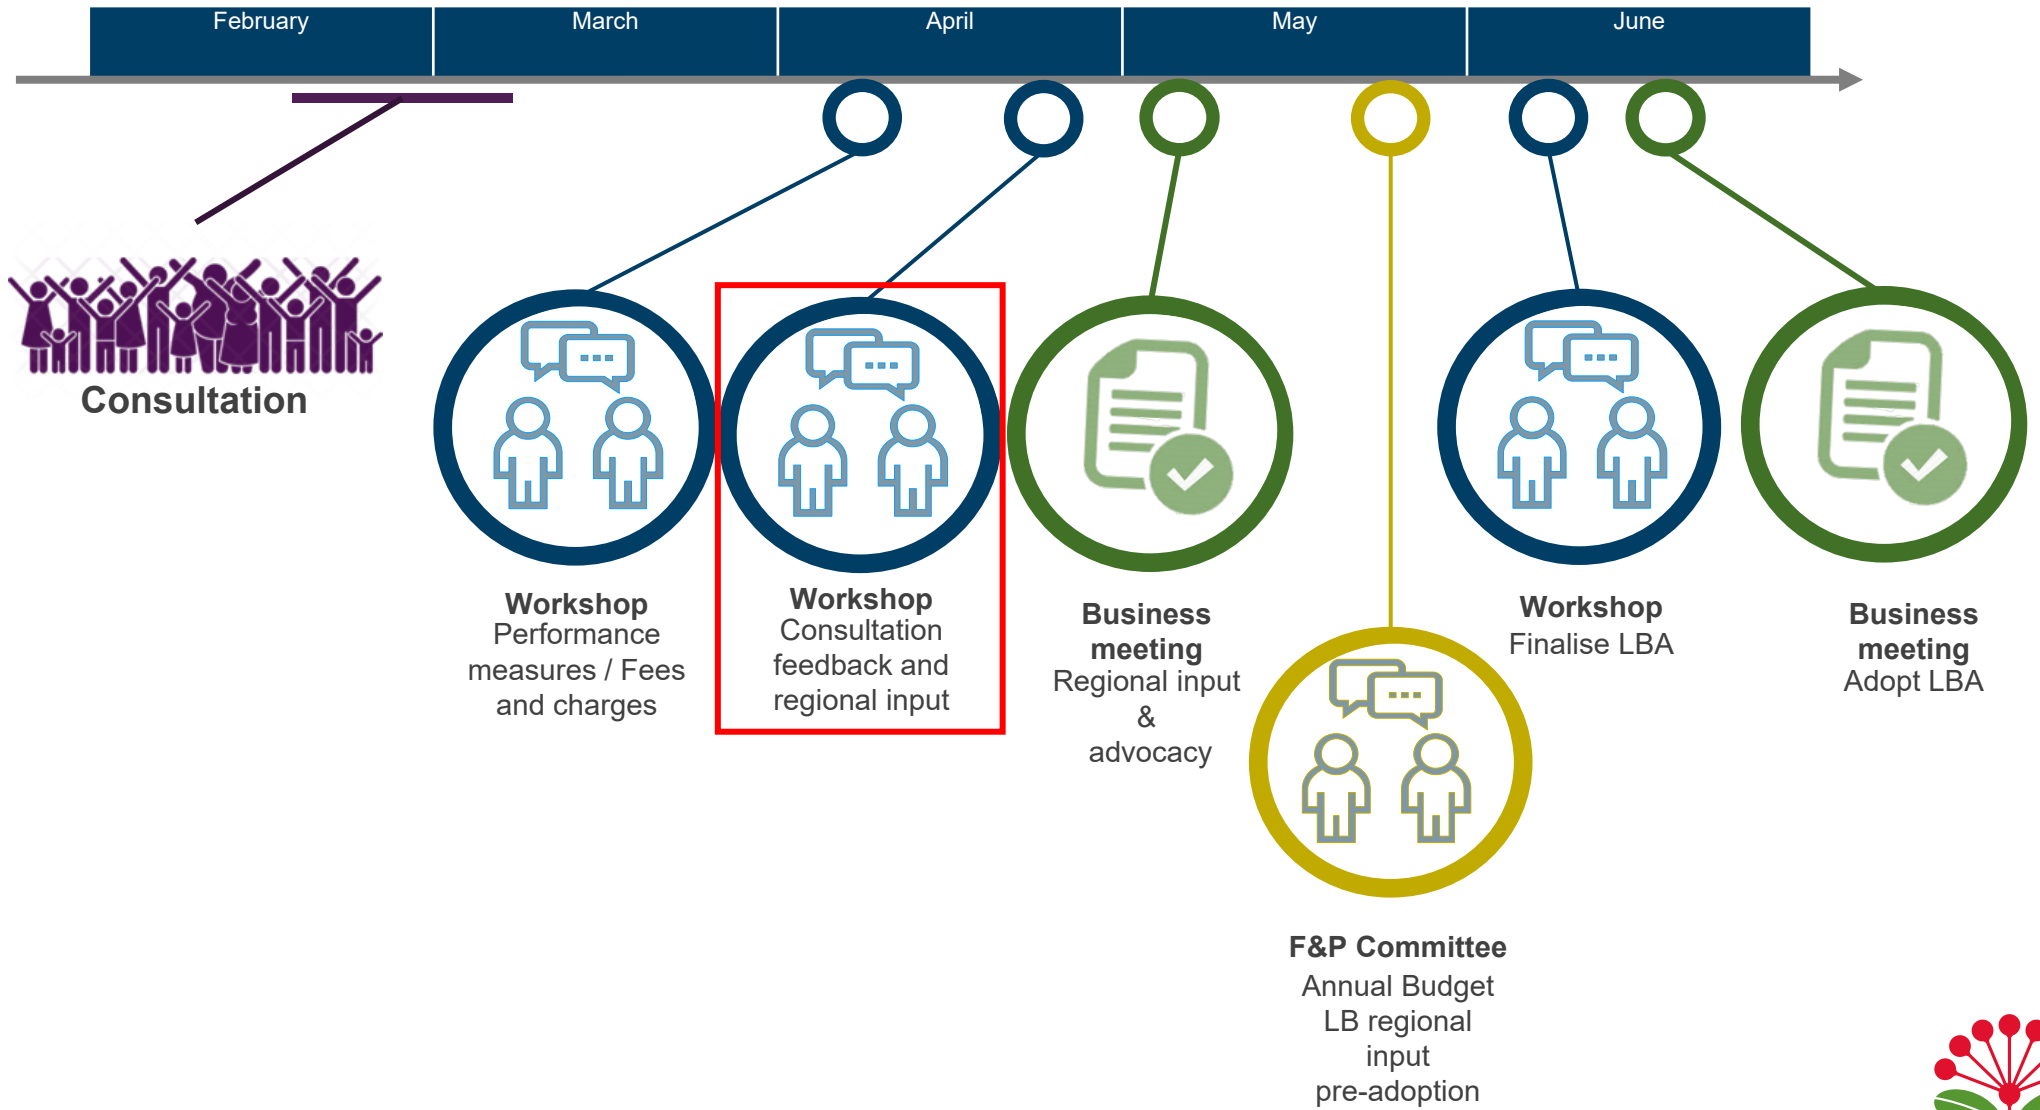 February
March
April
May
June
Consultation
Workshop
Performance
measures / Fees
and charges
Workshop
Consultation
feedback and
regional input
Business
meeting
Regional input
&
advocacy
F&P Committee
Annual Budget
LB regional
input
pre-adoption
Workshop
Finalise LBA
Business
meeting
Adopt LBA